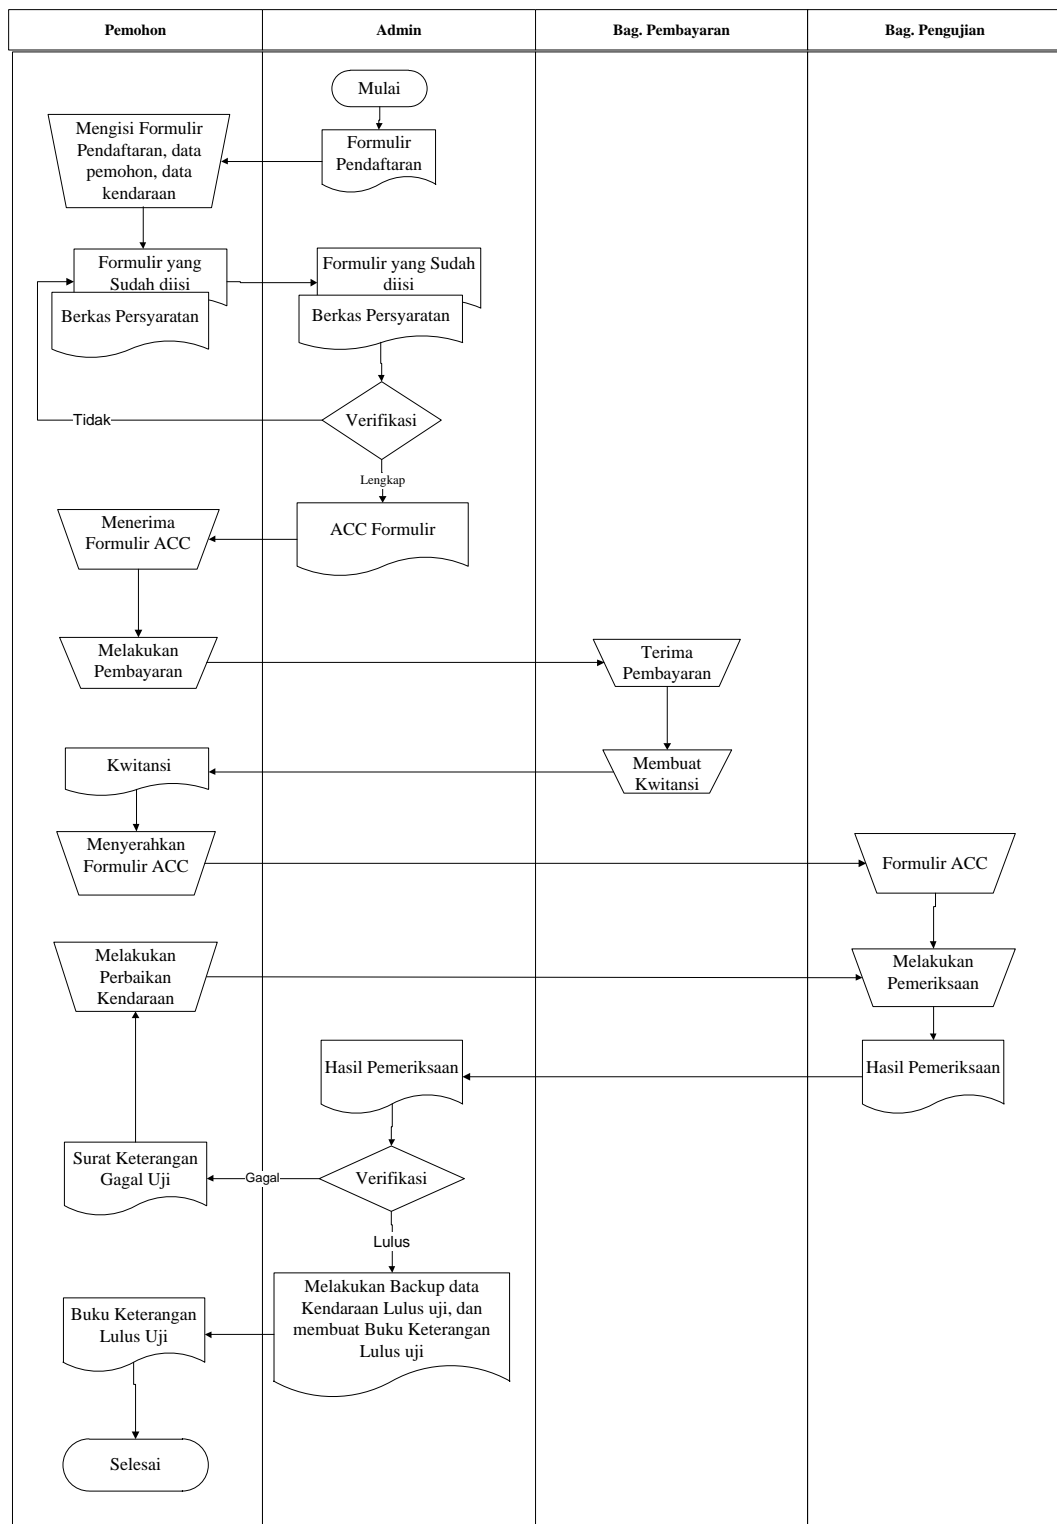 Pemohon
Admin
Bag. Pembayaran
Bag. Pengujian
Mulai
Mengisi Formulir
Pendaftaran, data
pemohon, data
kendaraan
Formulir
Pendaftaran
Formulir yang
Sudah diisi
Berkas Persyaratan
Formulir yang Sudah
diisi
Berkas Persyaratan
Tidak
Verifikasi
Lengkap
Menerima
Formulir ACC
ACC Formulir
Melakukan
Pembayaran
Terima
Pembayaran
Kwitansi
Membuat
Kwitansi
Menyerahkan
Formulir ACC
Formulir ACC
Melakukan
Perbaikan
Kendaraan
Melakukan
Pemeriksaan
Hasil Pemeriksaan
Hasil Pemeriksaan
Surat Keterangan
Gagal Uji
Gagal
Verifikasi
Lulus
Melakukan Backup data
Kendaraan Lulus uji, dan
membuat Buku Keterangan
Lulus uji
Buku Keterangan
Lulus Uji
Selesai